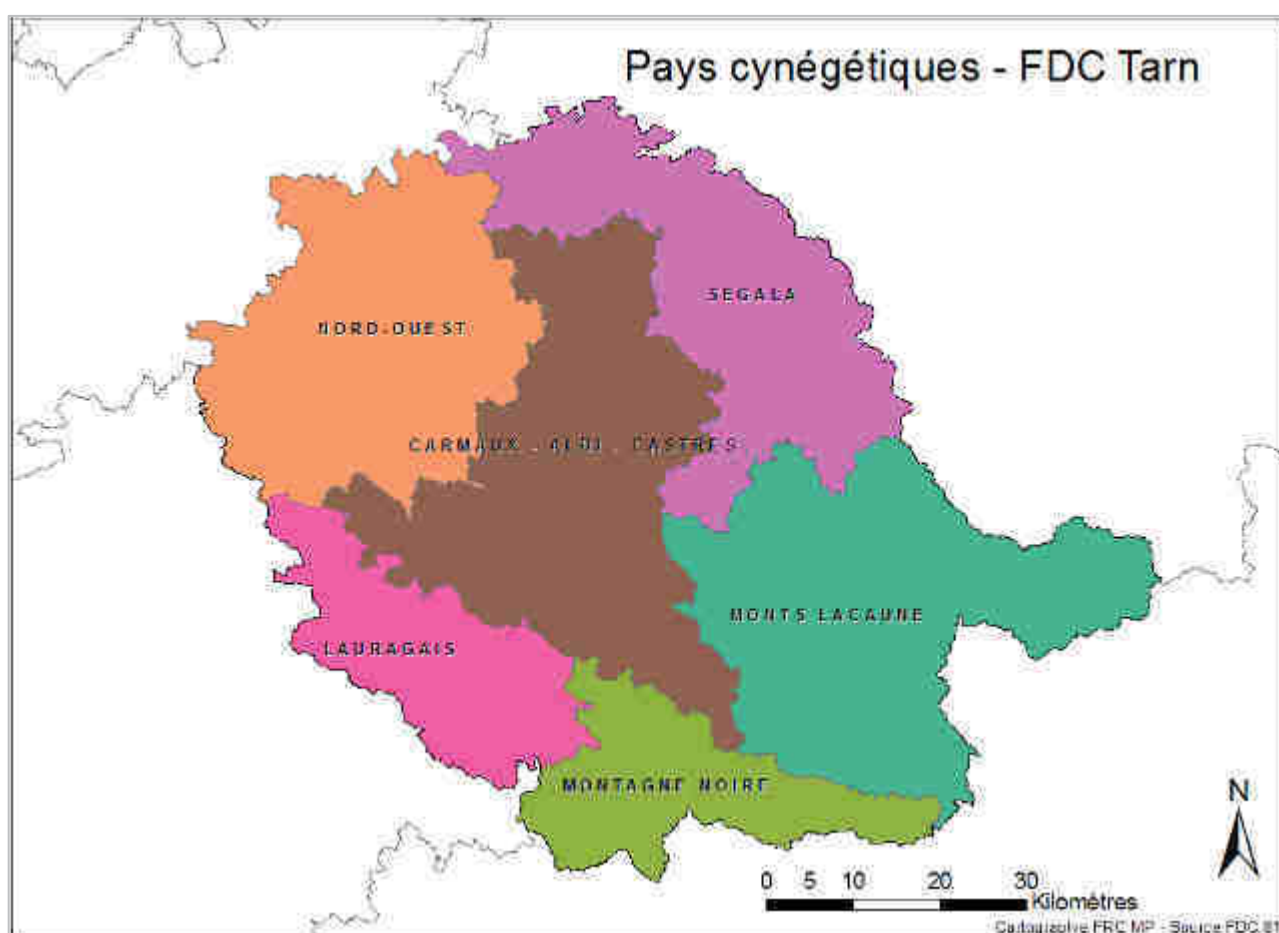 Pays cynégétiques - FDC Tarn
SEGALA
NORD-OUEST
CARMAUX - ALBI - CASTRES
MONTS LACAUNE
LAURAGAIS
MONTAGNE NOIRE
N
0 5 10 20 30
Kilomètres
FRC MP - Source FDC 81